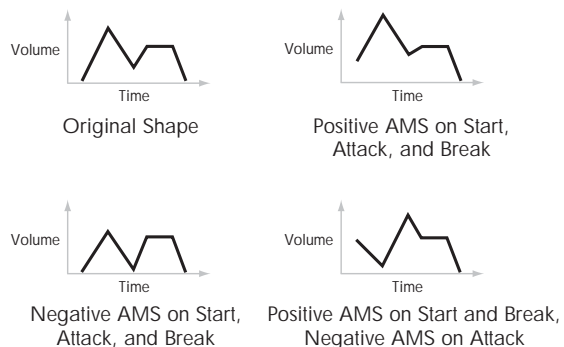 Volume
Time
Original Shape
Volume
Time
Positive AMS on Start,
Attack, and Break
Volume
Time
Negative AMS on Start,
Attack, and Break
Volume
Time
Positive AMS on Start and Break,
Negative AMS on Attack